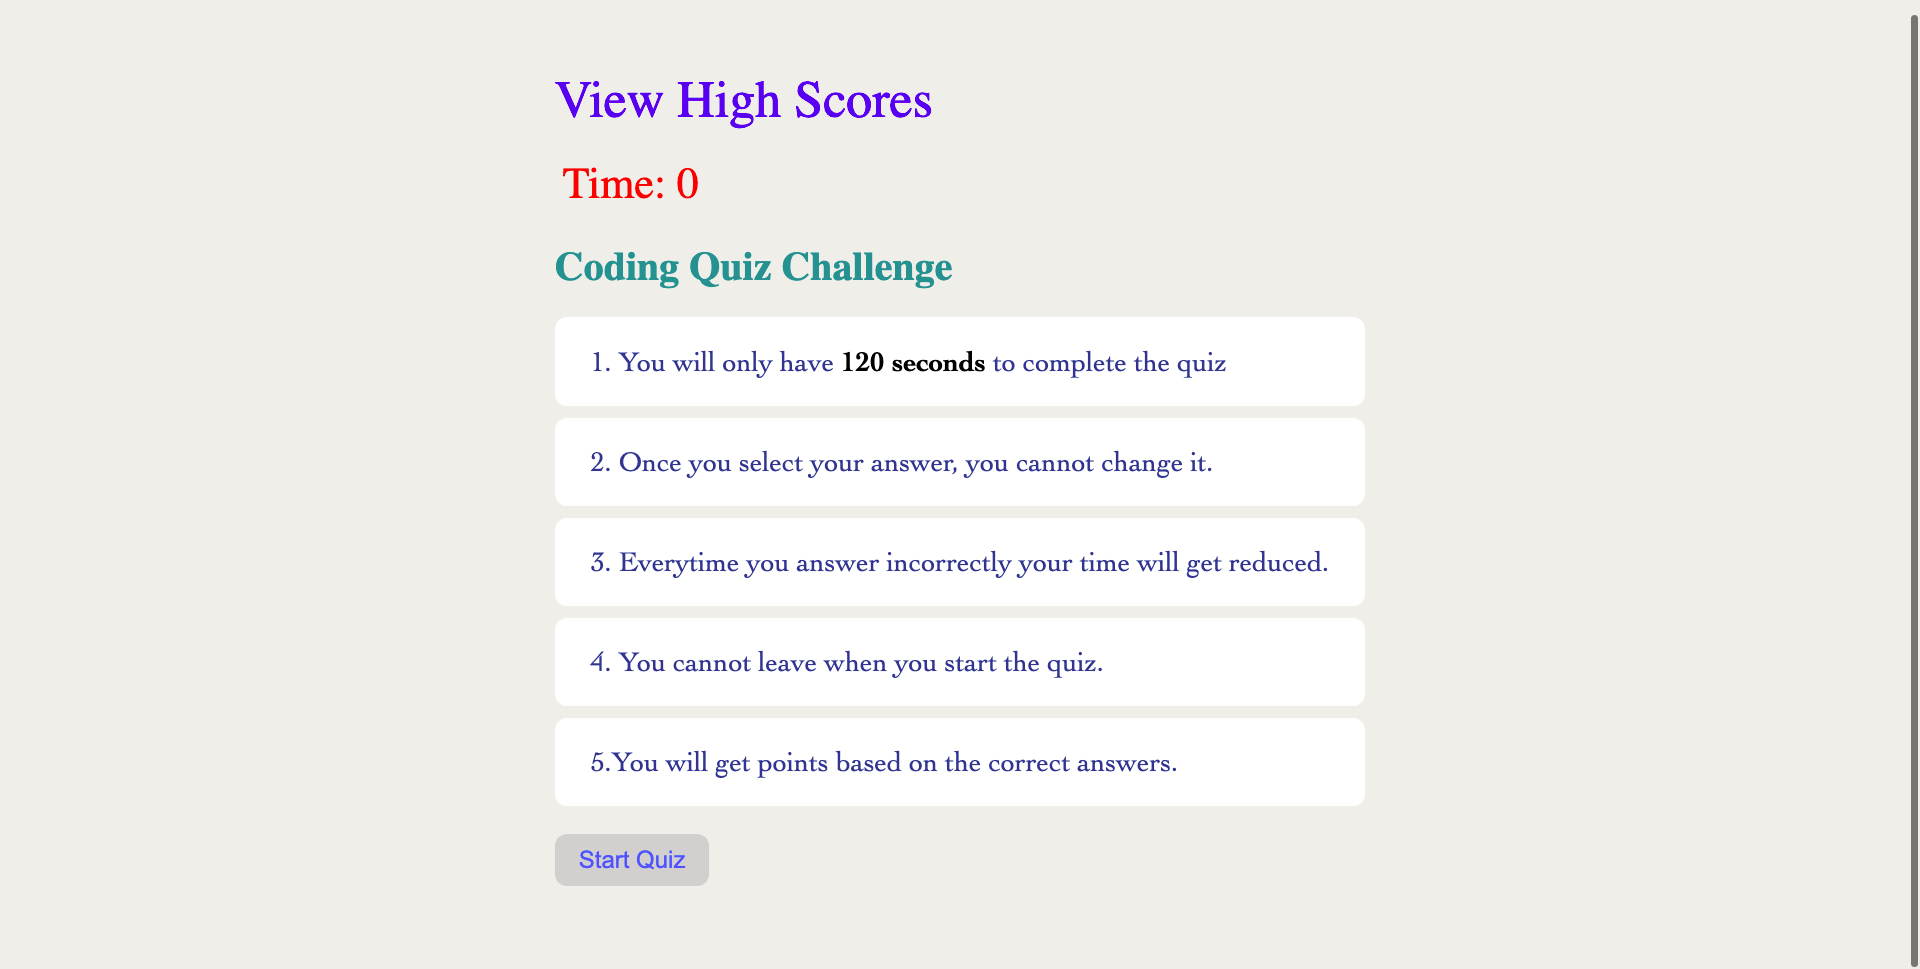 View High Scores
Time: 0
Coding Quiz Challenge
1. You will only have 120 seconds to complete the quiz
2. Once you select your answer, you cannot change it.
3. Everytime you answer incorrectly your time will get reduced.
4. You cannot leave when you start the quiz.
5.You will get points based on the correct answers.
Start Quiz